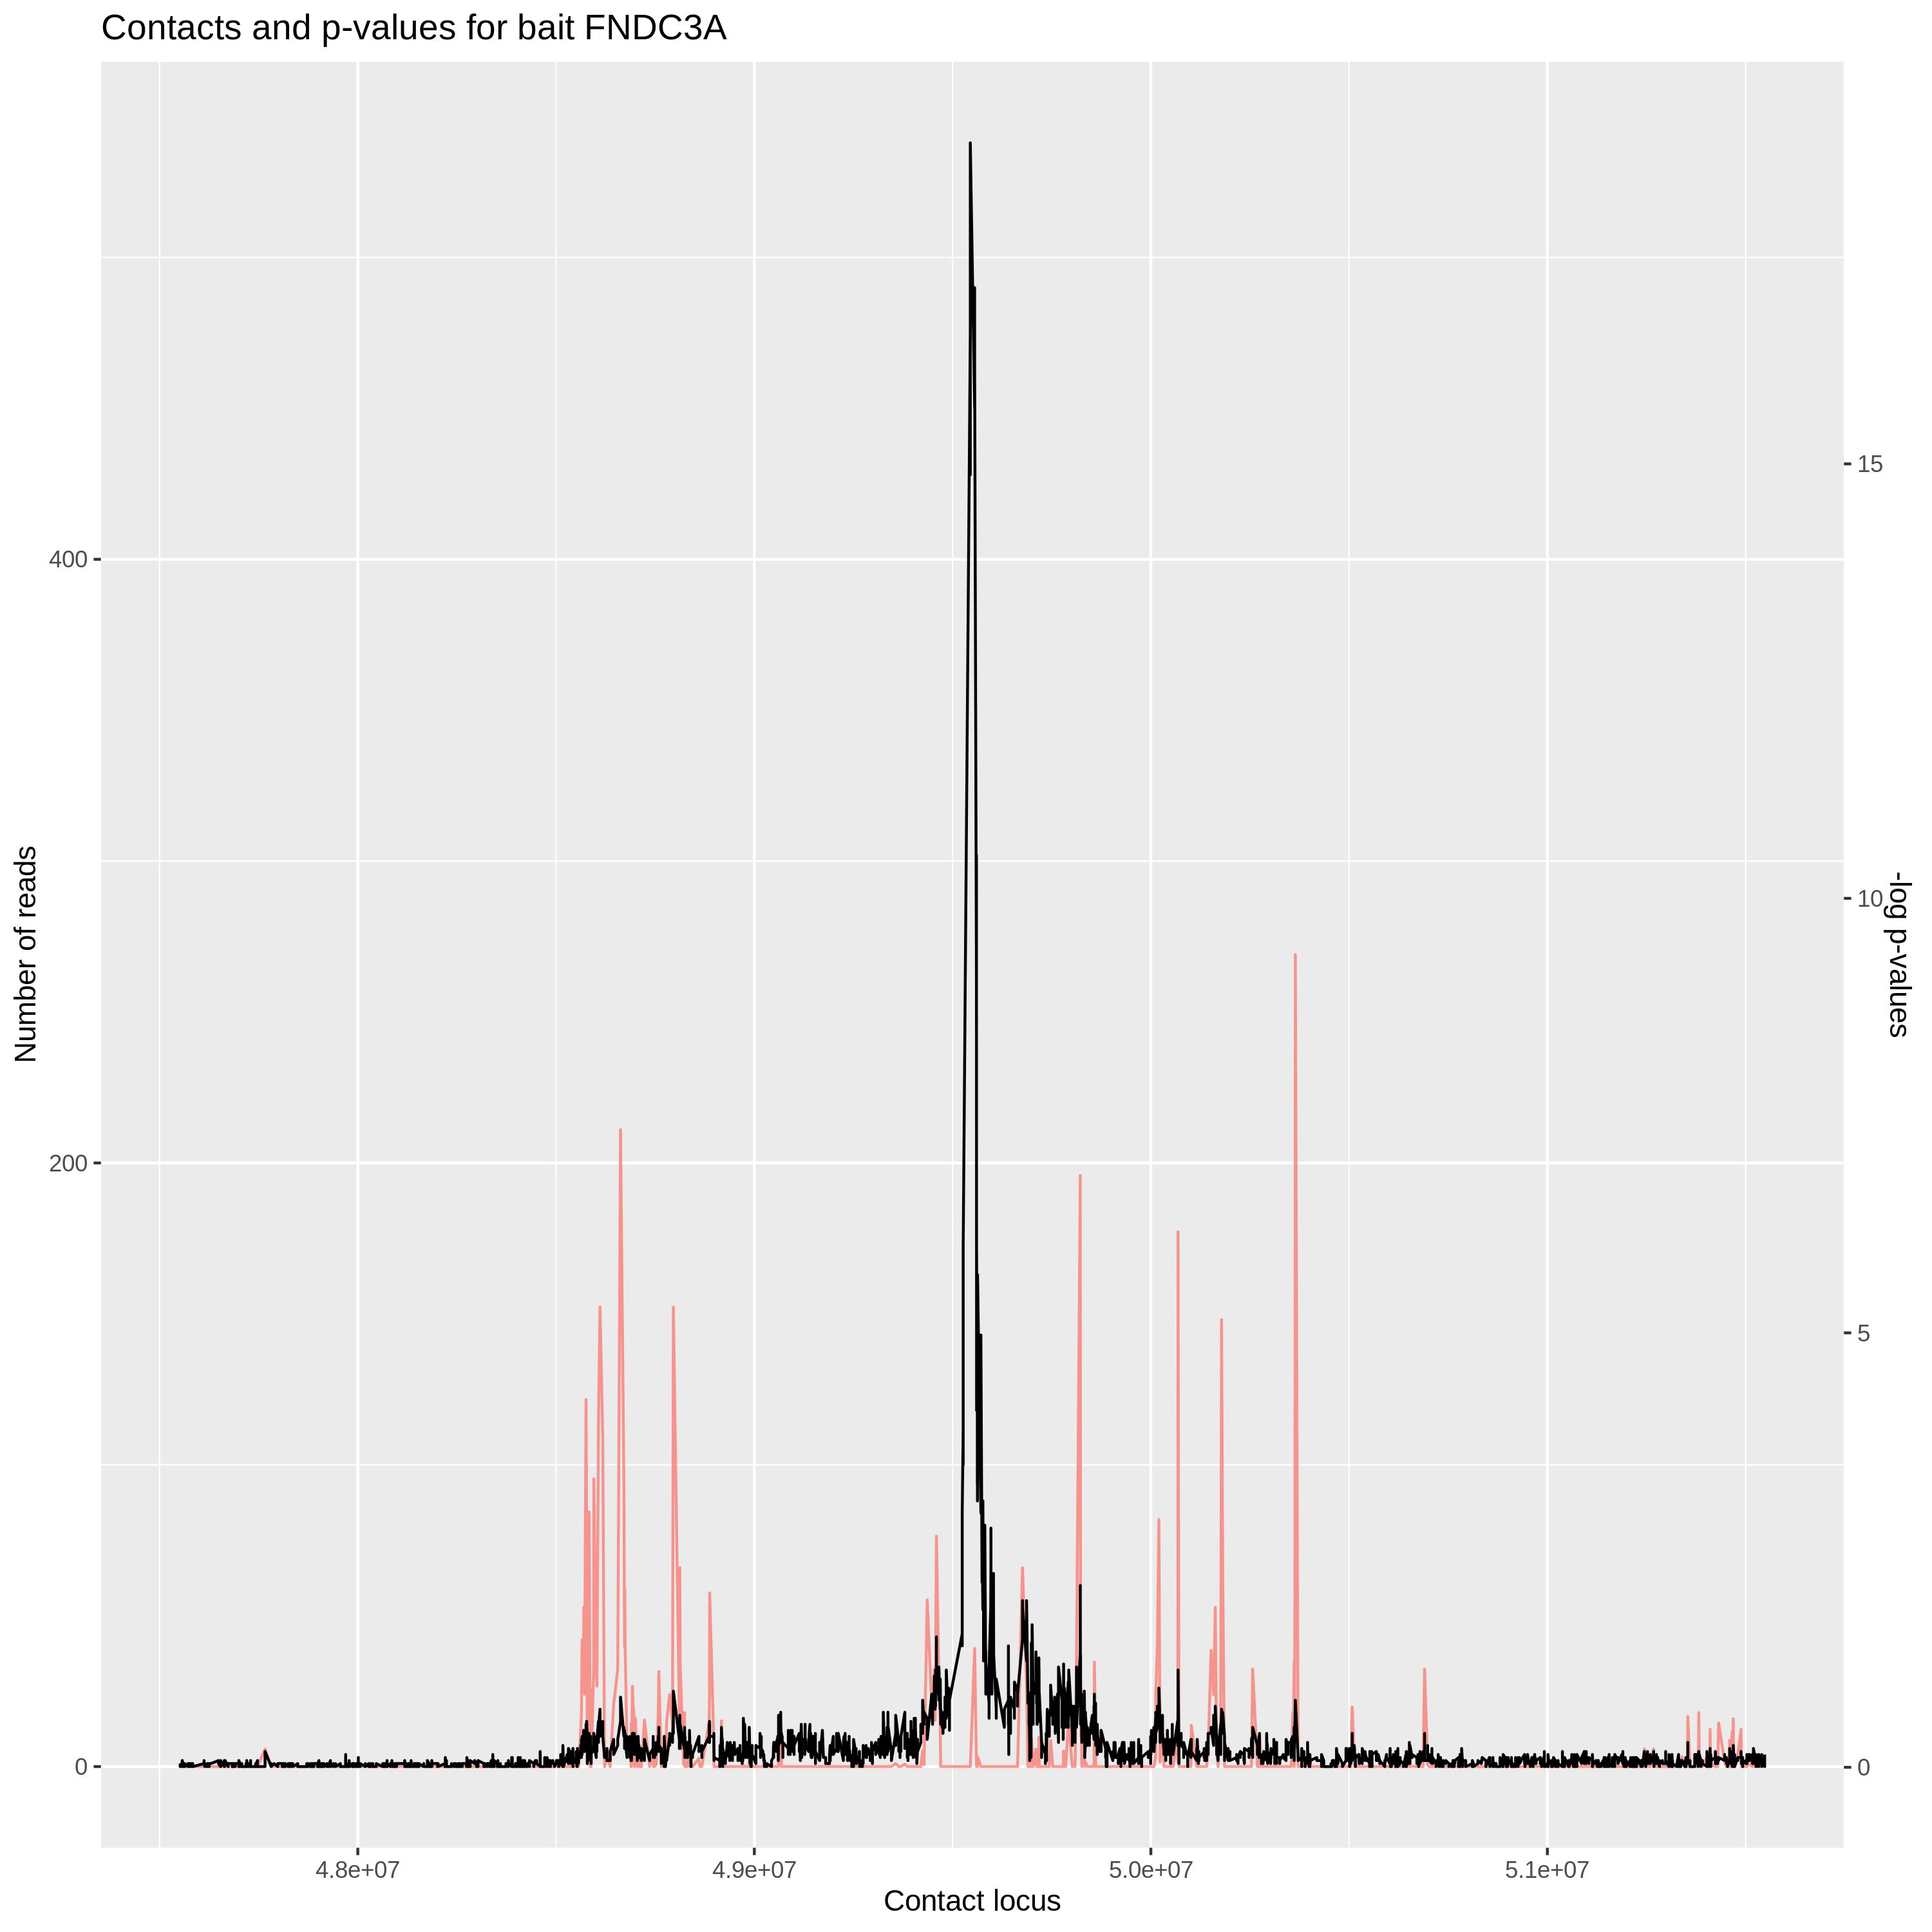 Contacts and p-values for bait FNDC3A
Number of reads
400
200
0
15
10
5
0
-log p-values
4.8e+07 4.9e+07 5.0e+07 5.1e+07
Contact locus